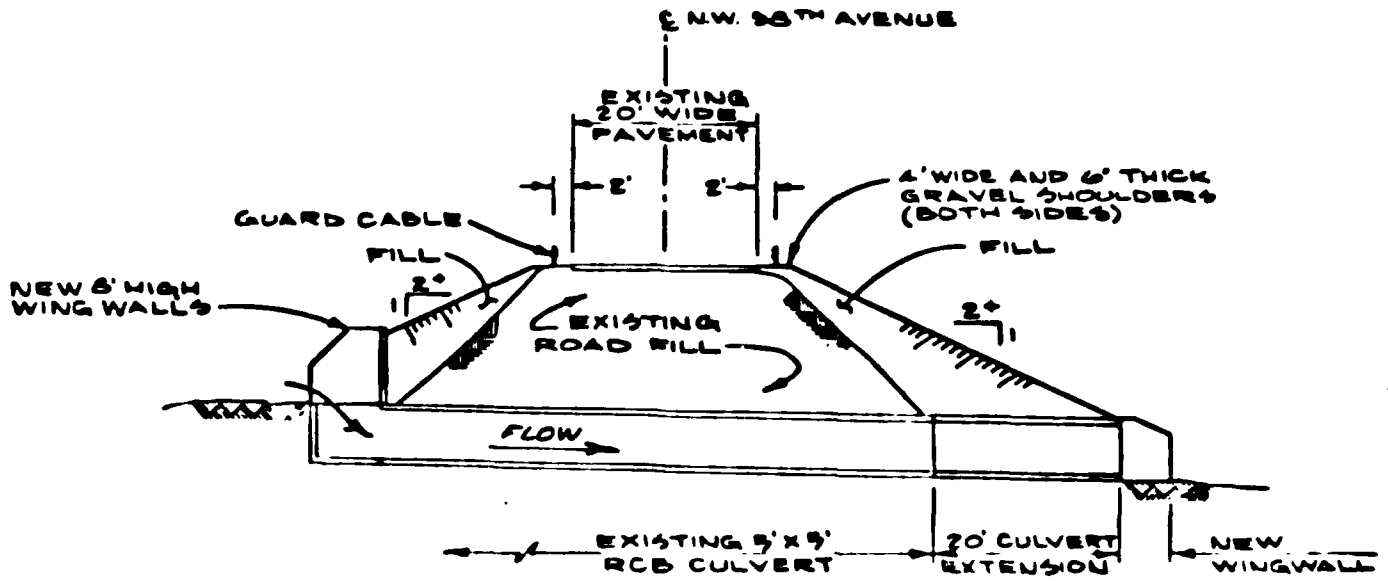 ℄ N.W. AVENUE
EXISTING
20' WIDE
PAVEMENT
2'
2'
4' WIDE AND 6" THICK
GRAVEL SHOULDERS
(BOTH SIDES)
GUARD CABLE
FILL
FILL
NEW 8' HIGH
WING WALLS
2+
1
2+
1
EXISTING
ROAD FILL
FLOW
EXISTING 5' X 5'
RCB CULVERT
20' CULVERT
EXTENSION
NEW
WINGWALL